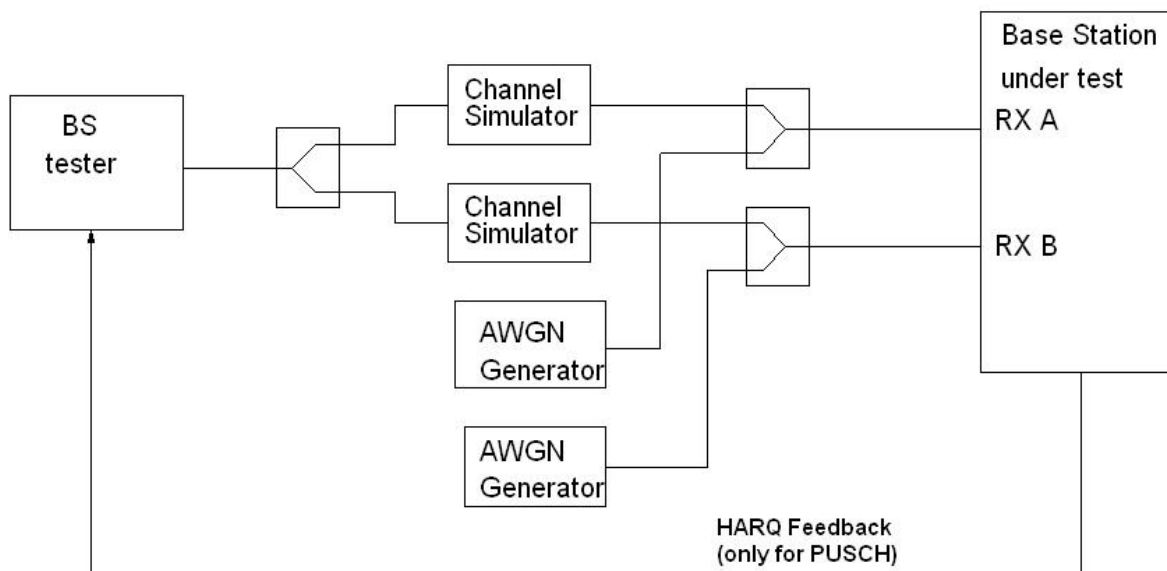 BS
tester
Channel
Simulator
Channel
Simulator
AWGN
Generator
AWGN
Generator
Base Station
under test
RX A
RX B
HARQ Feedback
(only for PUSCH)